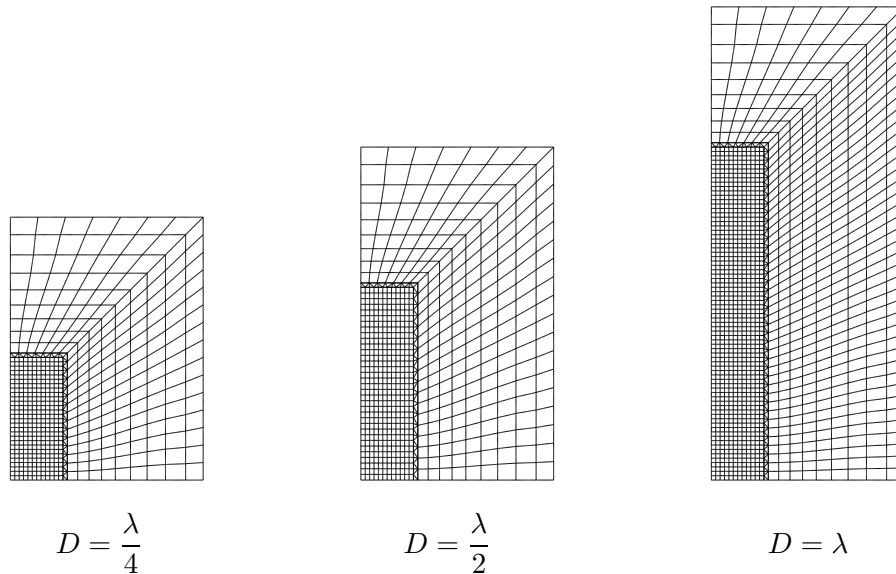 D = λ/4
D = λ/2
D = λ